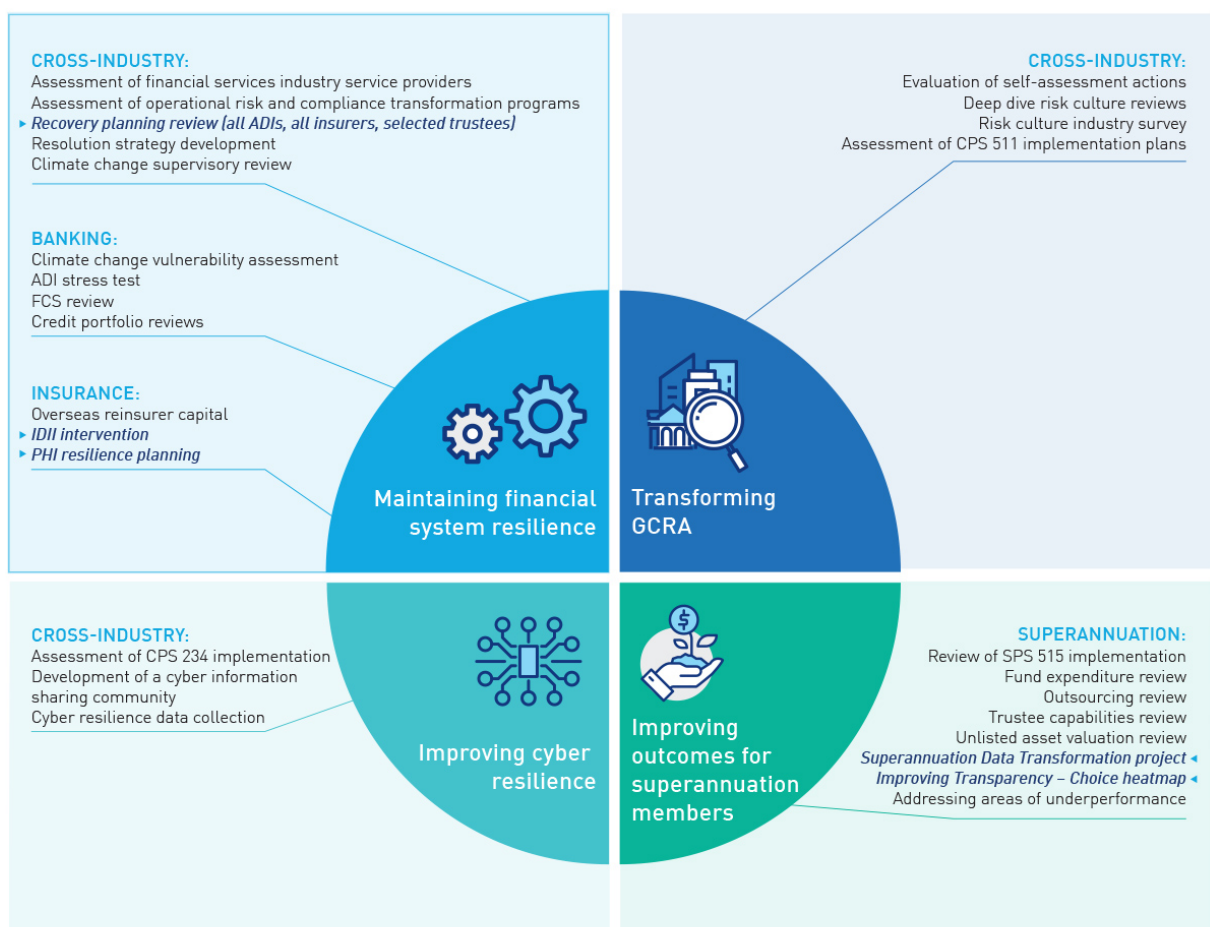 CROSS-INDUSTRY:
Assessment of financial services industry service providers
Assessment of operational risk and compliance transformation programs
Recovery planning review (all ADIs, all insurers, selected trustees)
Resolution strategy development
Climate change supervisory review
BANKING:
Climate change vulnerability assessment
ADI stress test
FCS review
Credit portfolio reviews
INSURANCE:
Overseas reinsurer capital
IDII intervention
PHI resilience planning
Maintaining financial
system resilience
CROSS-INDUSTRY:
Evaluation of self-assessment actions
Deep dive risk culture reviews
Risk culture industry survey
Assessment of CPS 511 implementation plans
Transforming
GCRA
CROSS-INDUSTRY:
Assessment of CPS 234 implementation
Development of a cyber information
sharing community
Cyber resilience data collection
Improving cyber
resilience
$
Improving
outcomes for
superannuation
members
SUPERANNUATION:
Review of SPS 515 implementation
Fund expenditure review
Outsourcing review
Trustee capabilities review
Unlisted asset valuation review
Superannuation Data Transformation project
Improving Transparency – Choice heatmap
Addressing areas of underperformance